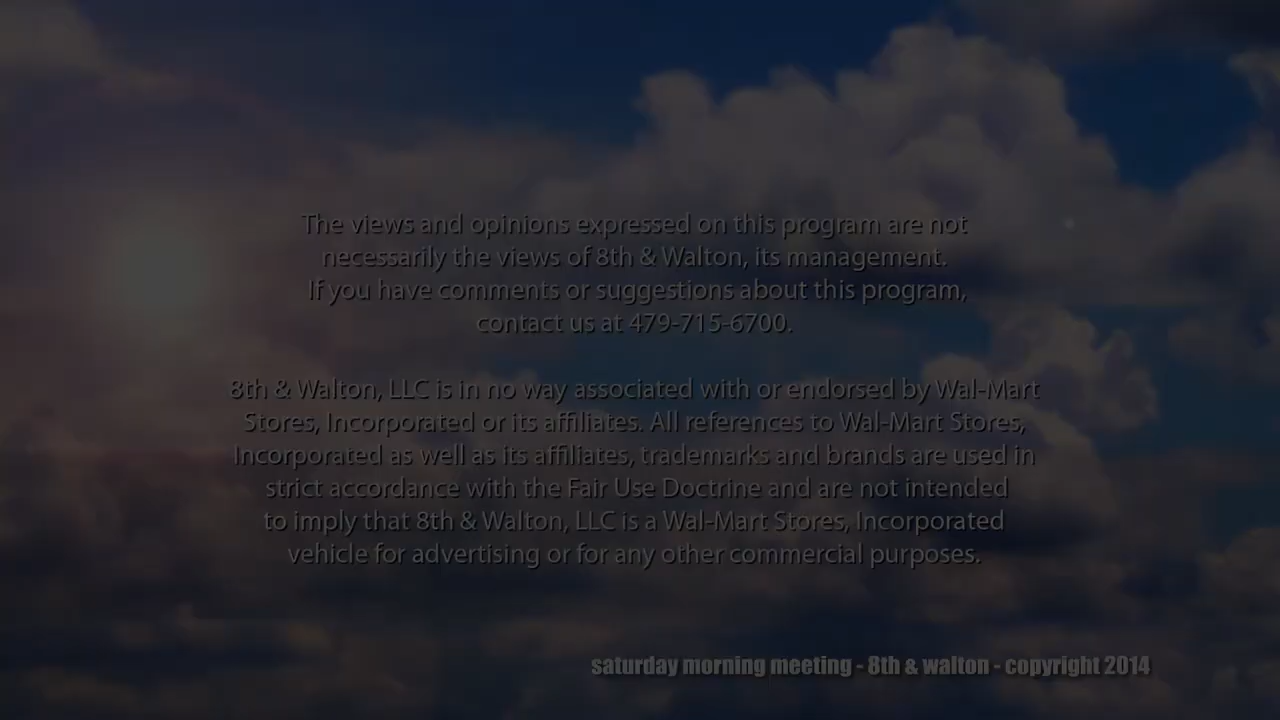 The views and opinions expressed on this program are not
necessarily the views of 8th & Walton, its management.
If you have comments or suggestions about this program,
contact us at 479-715-6700.
8th & Walton, LLC is in no way associated with or endorsed by Wal-Mart
Stores, Incorporated or its affiliates. All references to Wal-Mart Stores,
Incorporated as well as its affiliates, trademarks and brands are used in
strict accordance with the Fair Use Doctrine and are not intended
to imply that 8th & Walton, LLC is a Wal-Mart Stores, Incorporated
vehicle for advertising or for any other commercial purposes.
saturday morning meeting - 8th & walton - copyright 2014